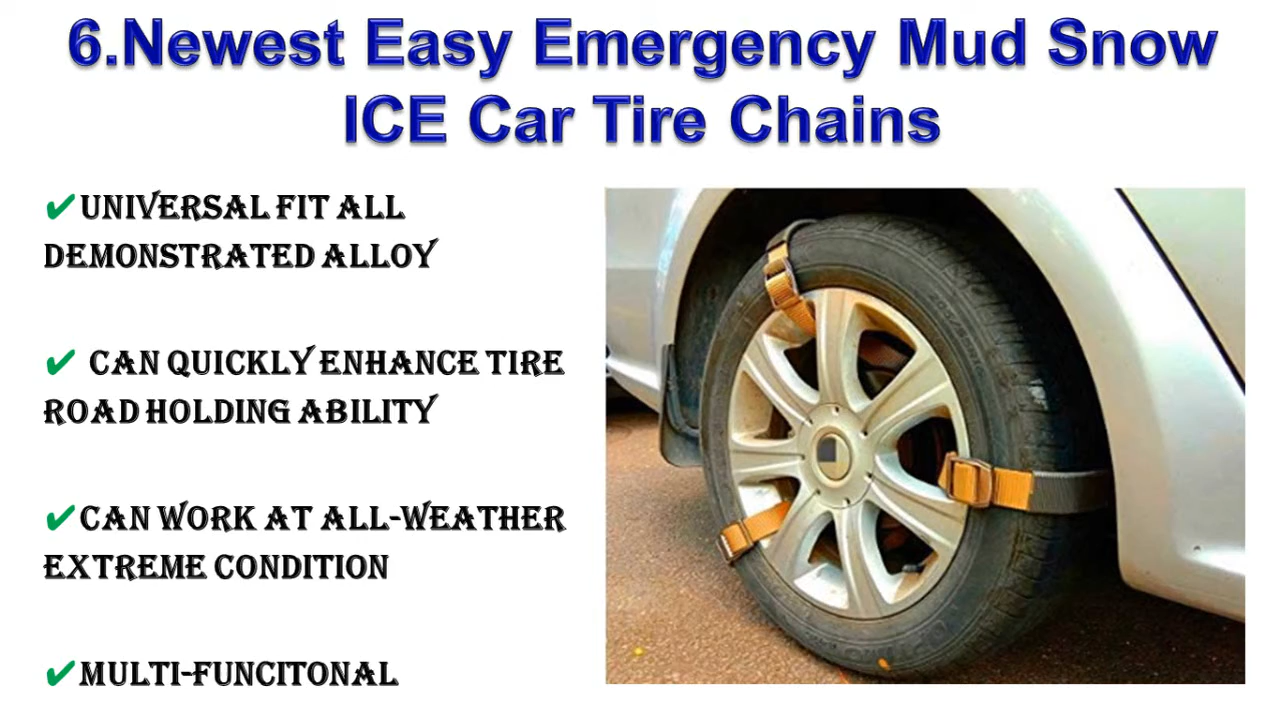 6.Newest Easy Emergency Mud Snow
ICE Car Tire Chains
✔UNIVERSAL FIT ALL
DEMONSTRATED ALLOY
✔ CAN QUICKLY ENHANCE TIRE
ROAD HOLDING ABILITY
✔CAN WORK AT ALL-WEATHER
EXTREME CONDITION
✔MULTI-FUNCITONAL